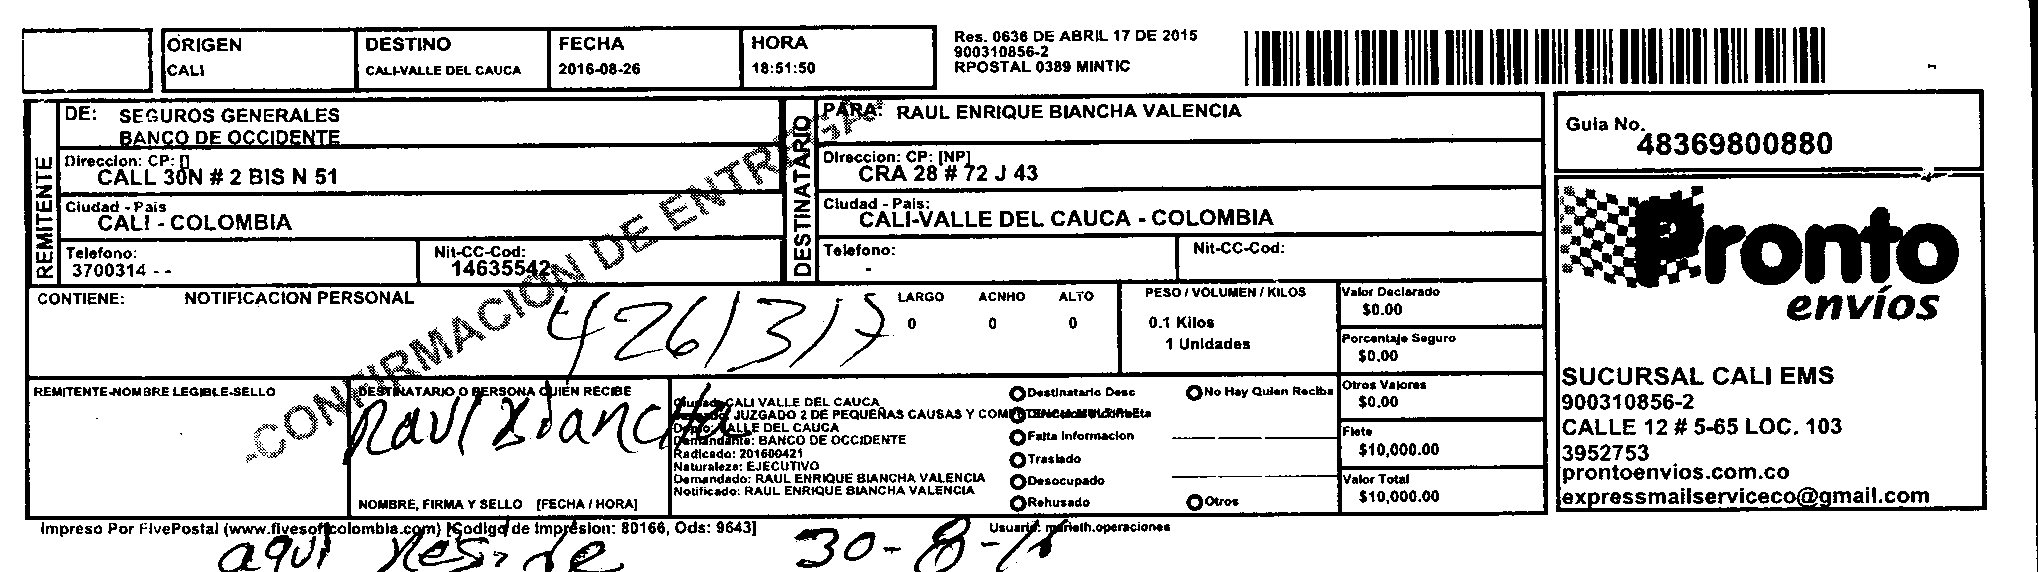 ORIGEN
CALI
DESTINO
CALI-VALLE DEL CAUCA
FECHA
2016-08-26
HORA
18:51:50
Res. 0636 DE ABRIL 17 DE 2015
900310856-2
RPOSTAL 0389 MINTIC
REMITENTE
DE: SEGUROS GENERALES
BANCO DE OCCIDENTE
Direccion: CP: []
CALL 30N # 2 BIS N 51
Ciudad - Pais
CALI - COLOMBIA
Telefono:
3700314 - -
Nit-CC-Cod:
14635542
DESTINATARIO
PARA: RAUL ENRIQUE BIANCHA VALENCIA
Direccion: CP: [NP]
CRA 28 # 72 J 43
Ciudad - Pais:
CALI-VALLE DEL CAUCA - COLOMBIA
Telefono:
-
Nit-CC-Cod:
Guia No.
48369800880
Pronto
envíos
SUCURSAL CALI EMS
900310856-2
CALLE 12 # 5-65 LOC. 103
3952753
prontoenvios.com.co
expressmailserviceco@gmail.com
-CONFIRMACION DE ENTREGA-
CONTIENE: NOTIFICACION PERSONAL
4261317
LARGO ACNHO ALTO
0 0 0
PESO / VOLUMEN / KILOS
0.1 Kilos
1 Unidades
Valor Declarado
$0.00
Porcentaje Seguro
$0.00
Otros Valores
$0.00
Flete
$10,000.00
Valor Total
$10,000.00
REMITENTE-NOMBRE LEGIBLE-SELLO
DESTINATARIO O PERSONA QUIEN RECIBE
Raul Biancha
NOMBRE, FIRMA Y SELLO [FECHA / HORA]
Ciudad: CALI VALLE DEL CAUCA
JUZGADO 2 DE PEQUEÑAS CAUSAS Y
Depto: VALLE DEL CAUCA
Demandante: BANCO DE OCCIDENTE
Radicado: 201600421
Naturaleza: EJECUTIVO
Demandado: RAUL ENRIQUE BIANCHA VALENCIA
Notificado: RAUL ENRIQUE BIANCHA VALENCIA
Destinatario Desc
Falta Informacion
Traslado
Desocupado
Rehusado
No Hay Quien Reciba
Otros
Impreso Por FivePostal (www.fivesoftcolombia.com) [Codigo de Impresion: 80166, Ods: 9643]
Usuario: marieth.operaciones
aquí Reside 30-8-16